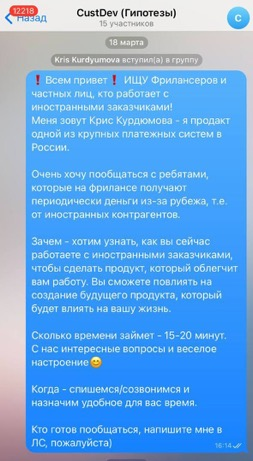 12218
Назад
CustDev (Гипотезы)
15 участников
C
18 марта
Kris Kurdyumova вступил(а) в группу
❗ Всем привет❗ ИЩУ Фрилансеров и
частных лиц, кто работает с
иностранными заказчиками!
Меня зовут Крис Курдюмова - я продакт
одной из крупных платежных систем в
России.
Очень хочу пообщаться с ребятами,
которые на фрилансе получают
периодически деньги из-за рубежа, т.е.
от иностранных контрагентов.
Зачем - хотим узнать, как вы сейчас
работаете с иностранными заказчиками,
чтобы сделать продукт, который облегчит
вам работу. Вы сможете повлиять на
создание будущего продукта, который
будет влиять на вашу жизнь.
Сколько времени займет - 15-20 минут.
С нас интересные вопросы и веселое
настроение😄
Когда - спишемся/созвонимся и
назначим удобное для вас время.
Кто готов пообщаться, напишите мне в
ЛС, пожалуйста)
16:14